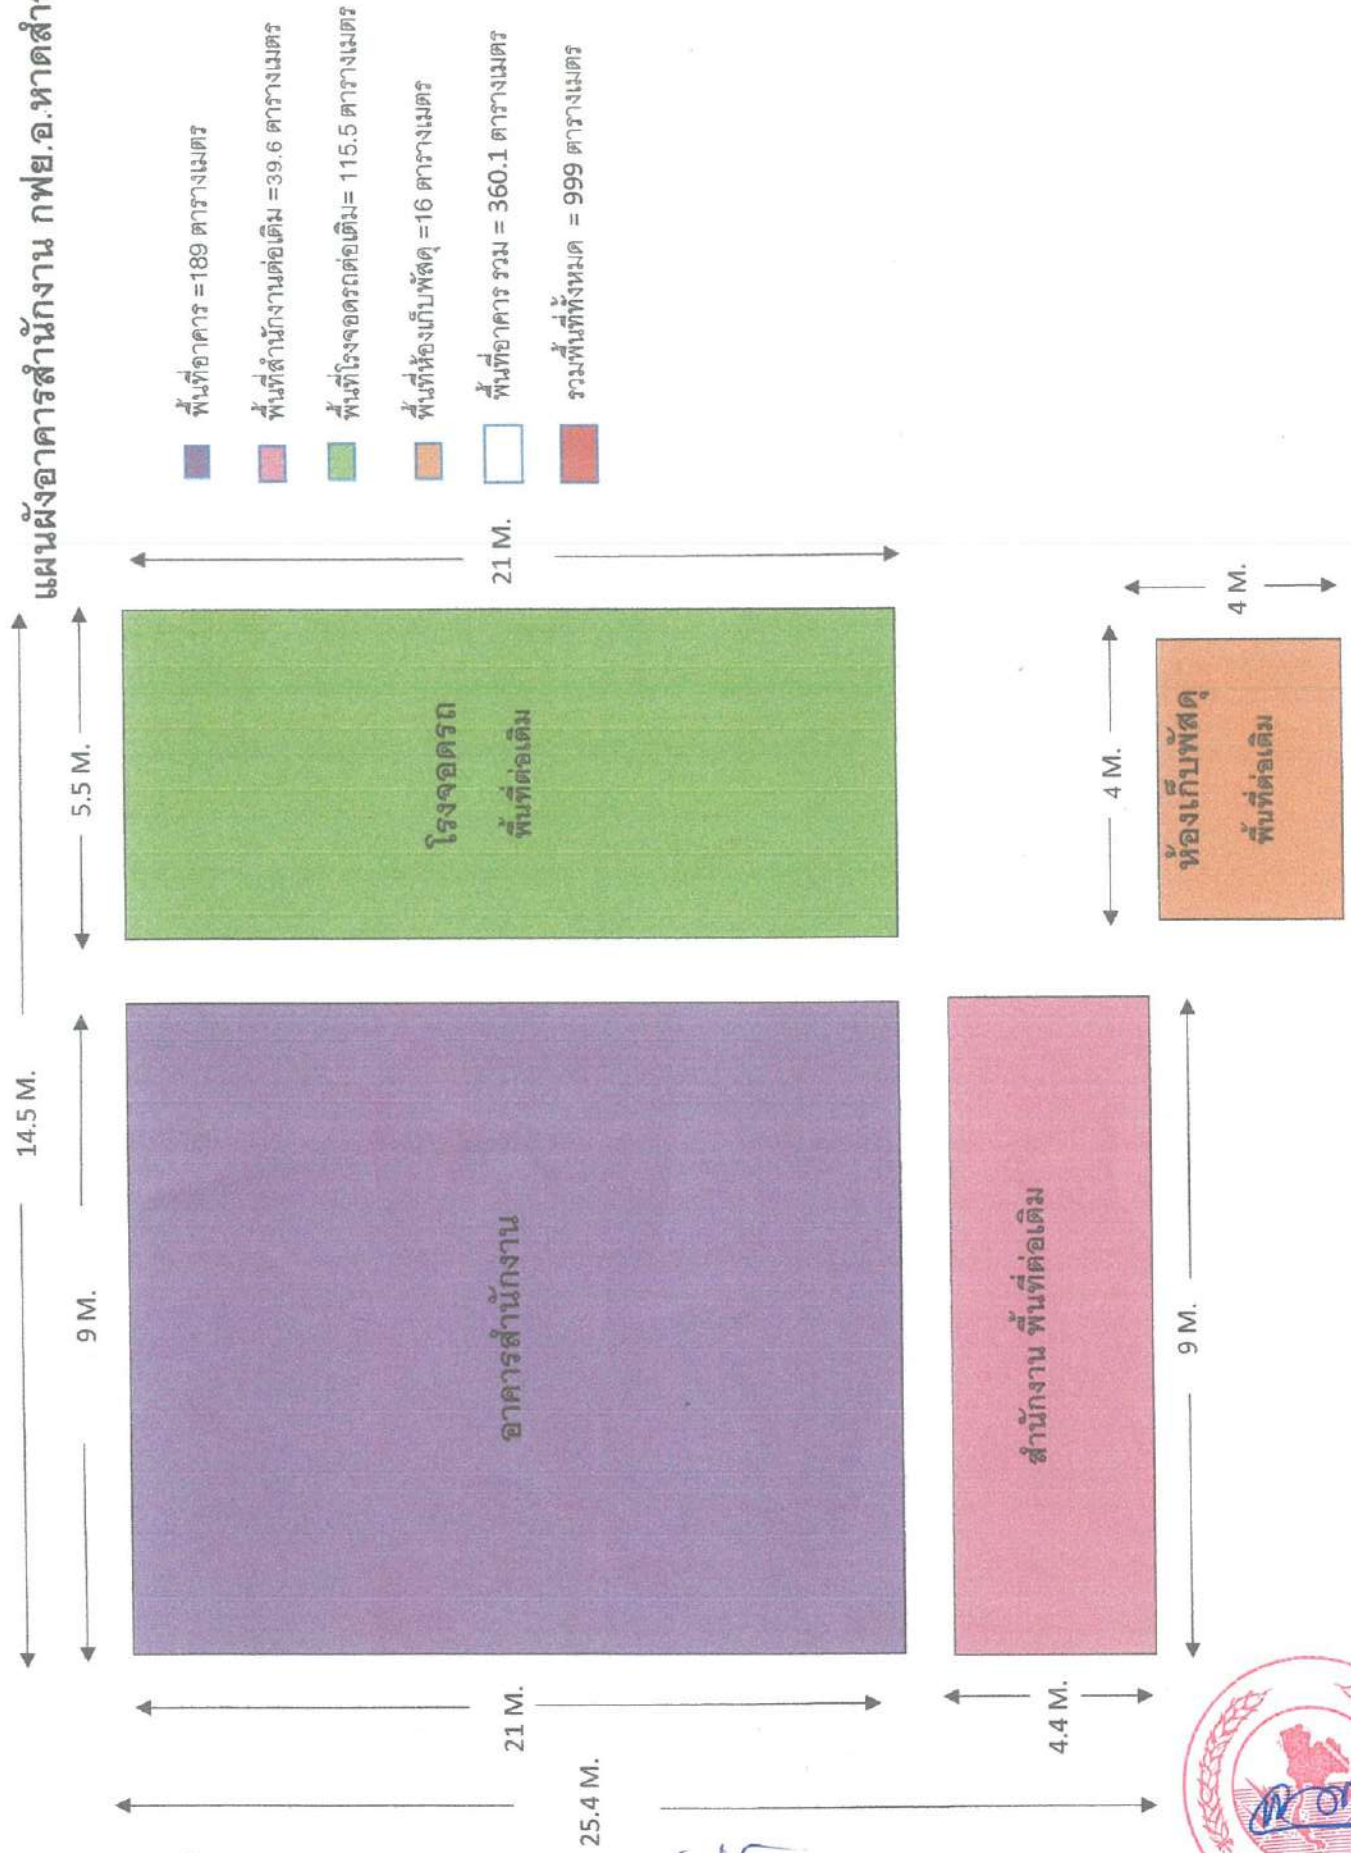 แผนผังอาคารสำนักงาน กฟย.อ.หาดสำร
14.5 M.
9 M.
5.5 M.
พื้นที่อาคาร =189 ตารางเมตร
พื้นที่สำนักงานต่อเติม =39.6 ตารางเมตร
พื้นที่โรงจอดรถต่อเติม= 115.5 ตารางเมตร
พื้นที่ห้องเก็บพัสดุ =16 ตารางเมตร
พื้นที่อาคาร รวม = 360.1 ตารางเมตร
รวมพื้นที่ทั้งหมด = 999 ตารางเมตร
21 M.
อาคารสำนักงาน
โรงจอดรถ
พื้นที่ต่อเติม
21 M.
25.4 M.
4.4 M.
สำนักงาน พื้นที่ต่อเติม
9 M.
4 M.
ห้องเก็บพัสดุ
พื้นที่ต่อเติม
4 M.